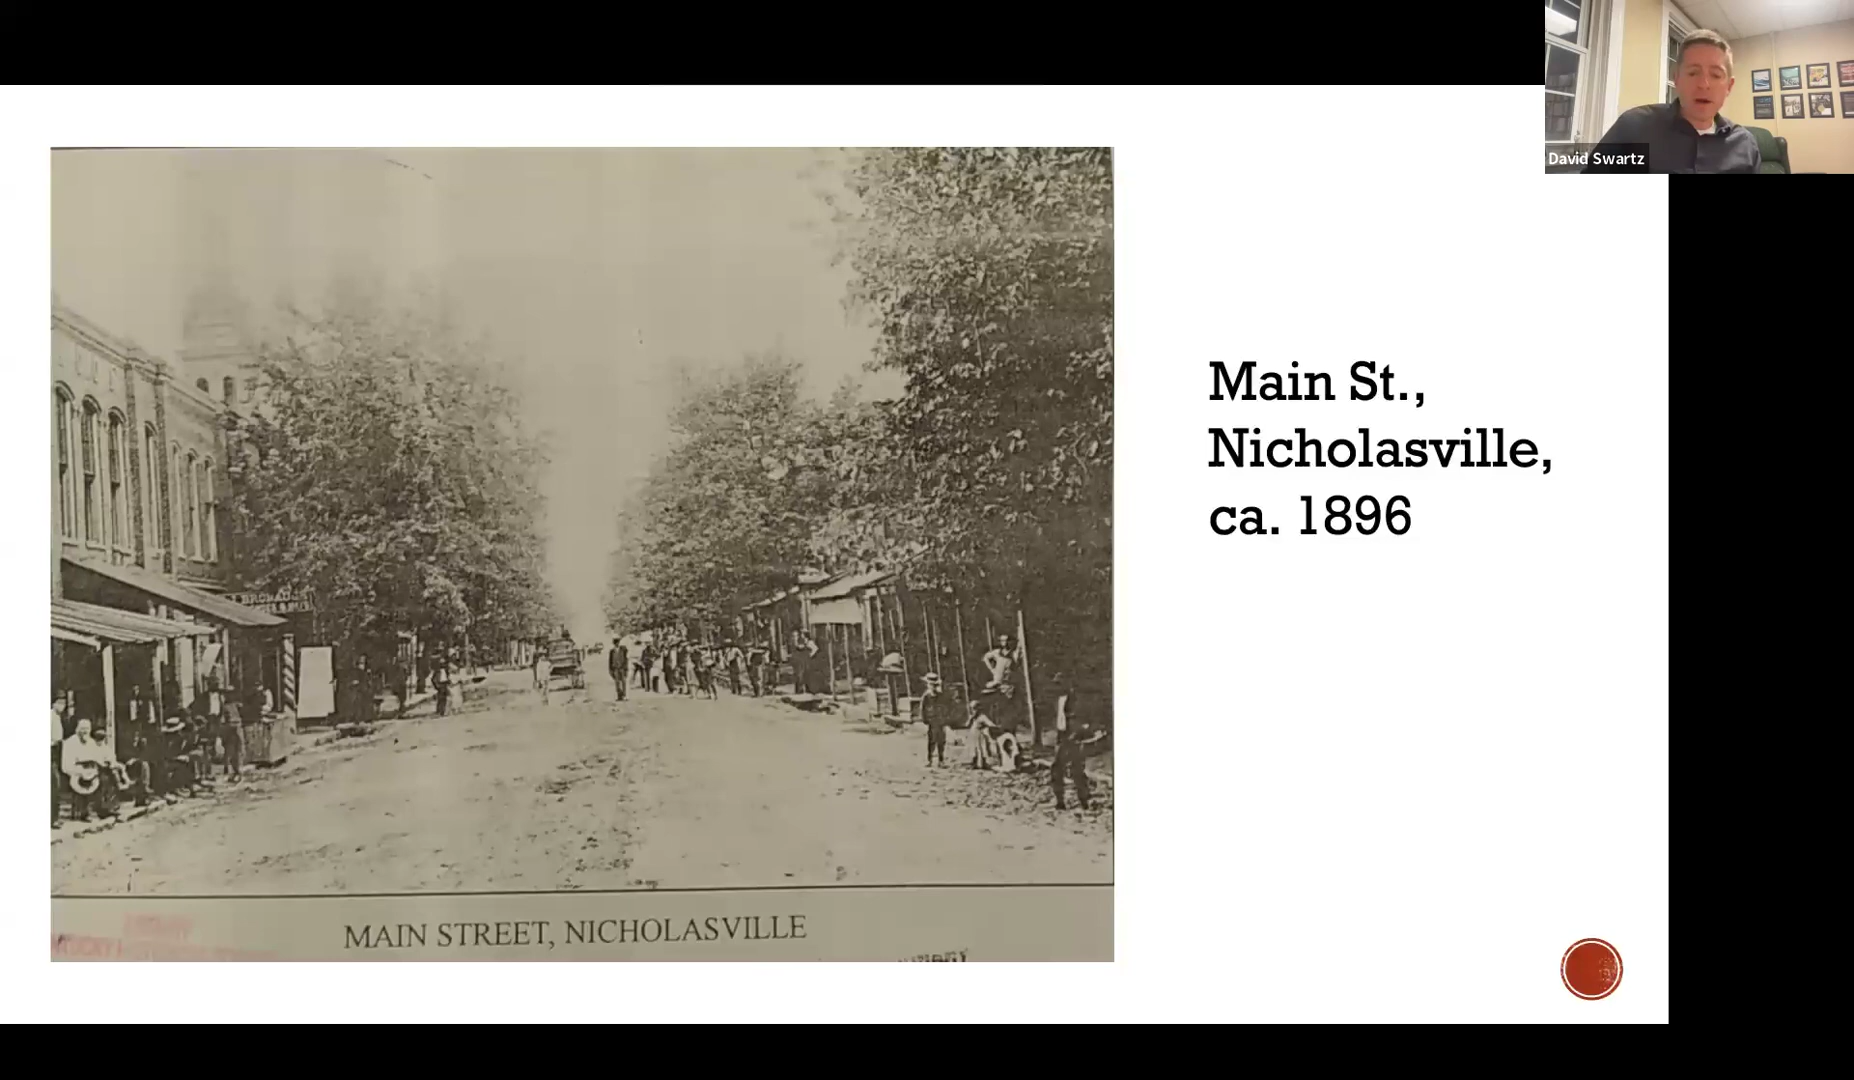 David Swartz
Main St.,
Nicholasville,
ca. 1896
MAIN STREET, NICHOLASVILLE